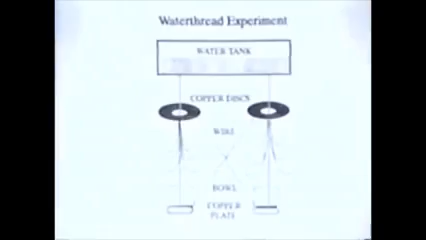 Waterthread Experiment
WATER TANK
COPPER DISCS
WIRE
BOWL
COPPER
PLATE